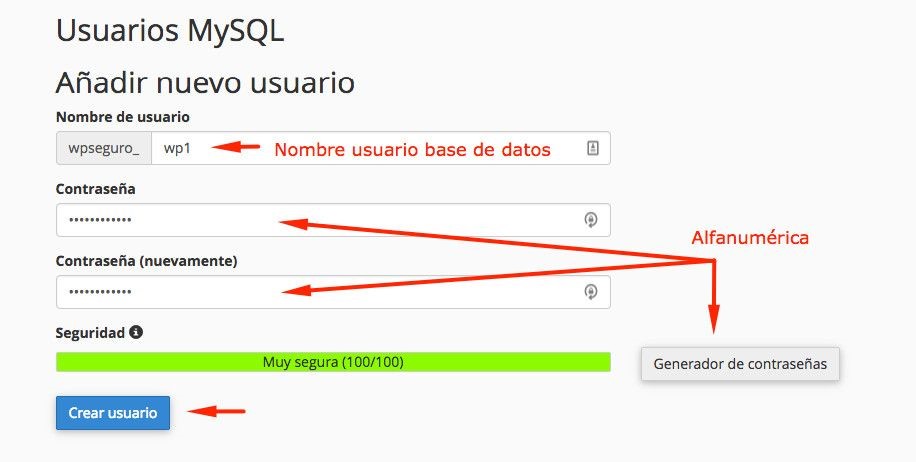 Usuarios MySQL
Añadir nuevo usuario
Nombre de usuario
wpseguro_ wp1 Nombre usuario base de datos
Contraseña
••••••••••••
Alfanumérica
Contraseña (nuevamente)
••••••••••••
Seguridad
Muy segura (100/100)
Generador de contraseñas
Crear usuario